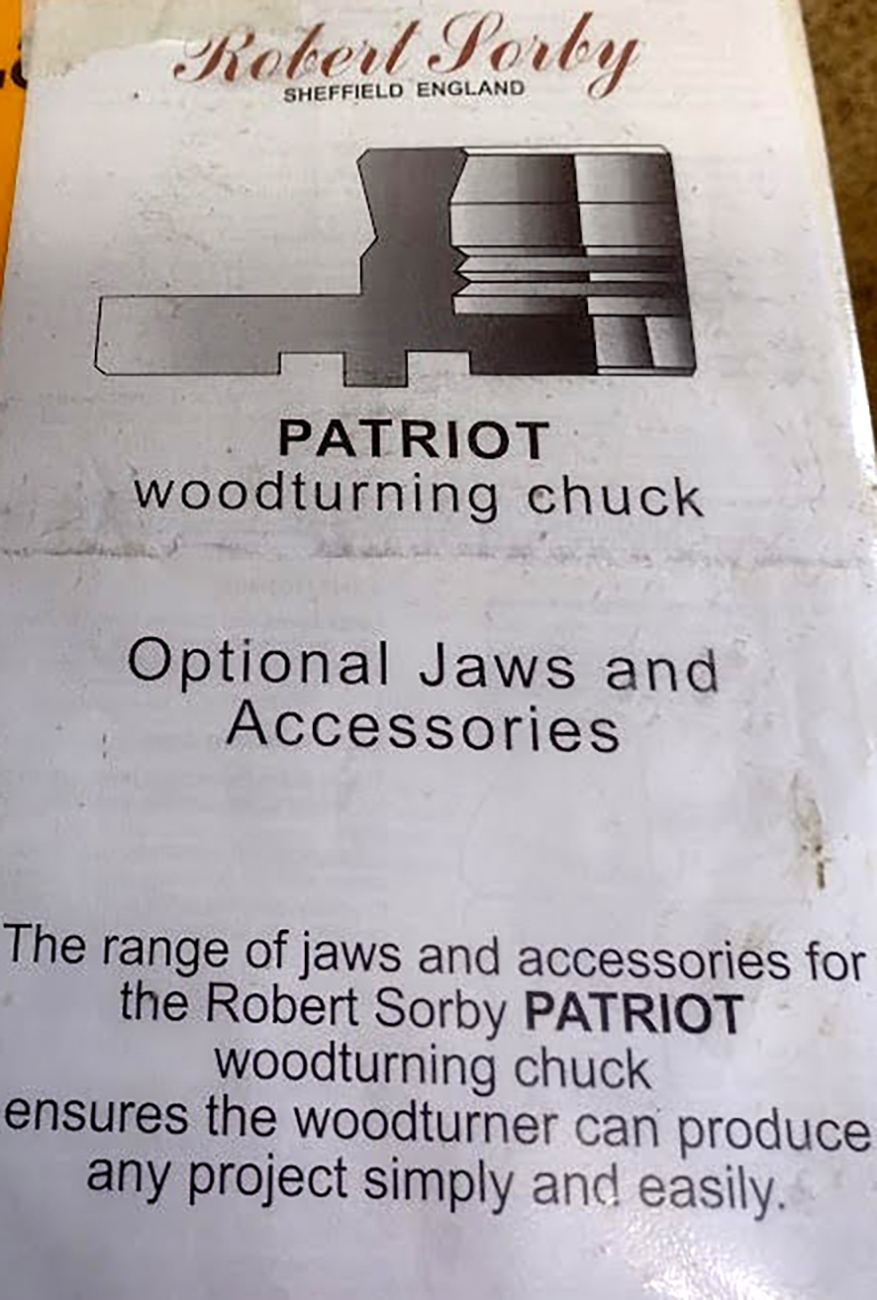 Robert Sorby
SHEFFIELD ENGLAND
PATRIOT
woodturning chuck
Optional Jaws and
Accessories
The range of jaws and accessories for
the Robert Sorby PATRIOT
woodturning chuck
ensures the woodturner can produce
any project simply and easily.